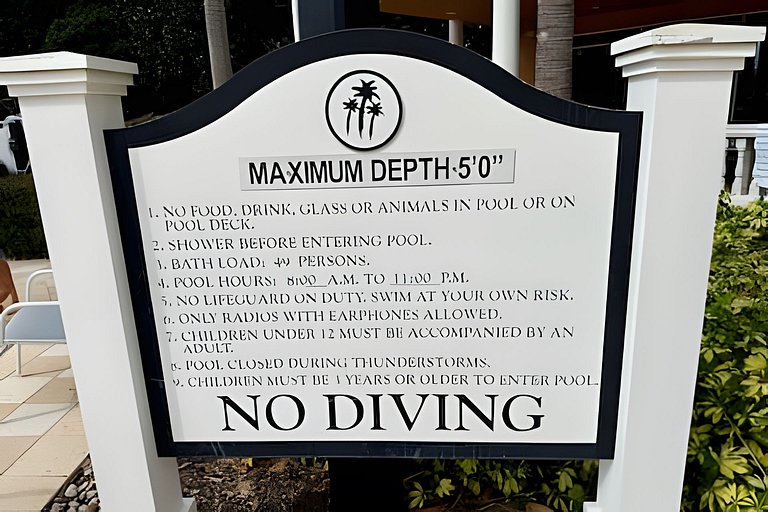 MAXIMUM DEPTH 5'0"
1. NO FOOD, DRINK, GLASS OR ANIMALS IN POOL OR ON
POOL DECK.
2. SHOWER BEFORE ENTERING POOL.
3. BATH LOAD: 49 PERSONS.
4. POOL HOURS: 8:00 A.M. TO 11:00 P.M.
5. NO LIFEGUARD ON DUTY. SWIM AT YOUR OWN RISK.
6. ONLY RADIOS WITH EARPHONES ALLOWED.
7. CHILDREN UNDER 12 MUST BE ACCOMPANIED BY AN
ADULT.
8. POOL CLOSED DURING THUNDERSTORMS.
9. CHILDREN MUST BE YEARS OR OLDER TO ENTER POOL.
NO DIVING